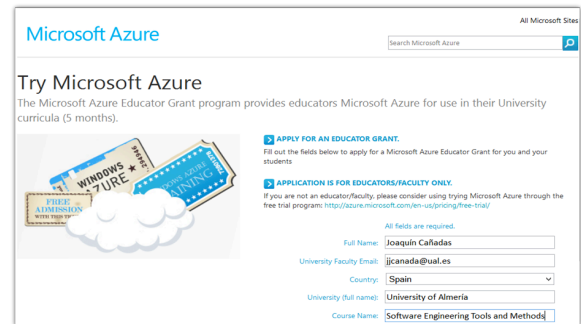 All Microsoft Sites
Microsoft Azure
Search Microsoft Azure
Try Microsoft Azure
The Microsoft Azure Educator Grant program provides educators Microsoft Azure for use in their University
curricula (5 months).
APPLY FOR AN EDUCATOR GRANT.
Fill out the fields below to apply for a Microsoft Azure Educator Grant for you and your
students
APPLICATION IS FOR EDUCATORS/FACULTY ONLY.
If you are not an educator/faculty, please consider using trying Microsoft Azure through the
free trial program: http://azure.microsoft.com/en-us/pricing/free-trial/
WINDOWS
AZURE
WINDOWS AZURE
TRAINING
FREE
ADMISSION
WITH THIS
All fields are required.
Full Name: Joaquín Cañadas
University Faculty Email: jjcanada@ual.es
Country: Spain
University (full name): University of Almería
Course Name: Software Engineering Tools and Methods